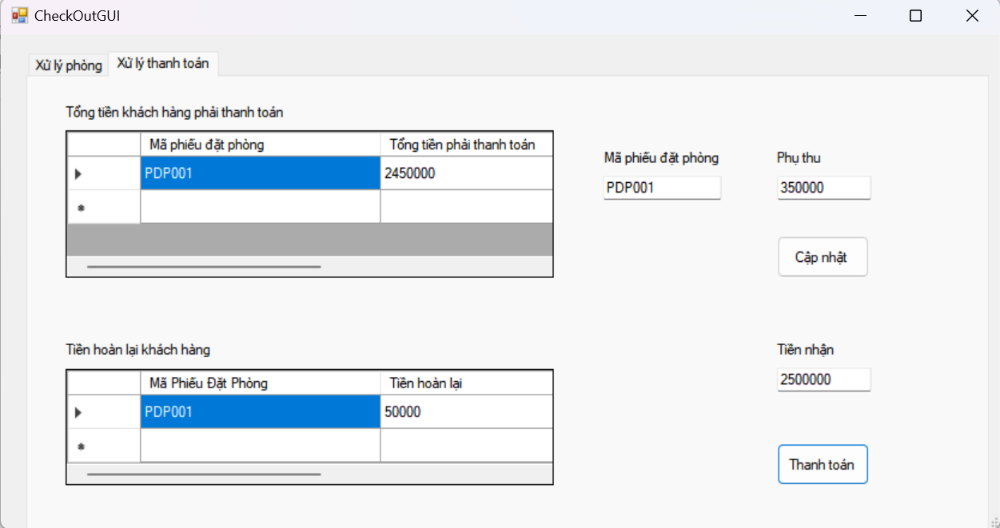 CheckOutGUI
Xử lý phòng
Xử lý thanh toán
Tổng tiền khách hàng phải thanh toán
Mã phiếu đặt phòng Tổng tiền phải thanh toán
PDP001 2450000
Mã phiếu đặt phòng Phụ thu
PDP001 350000
Cập nhật
Tiền hoàn lại khách hàng
Mã Phiếu Đặt Phòng Tiền hoàn lại
PDP001 50000
Tiền nhận
2500000
Thanh toán